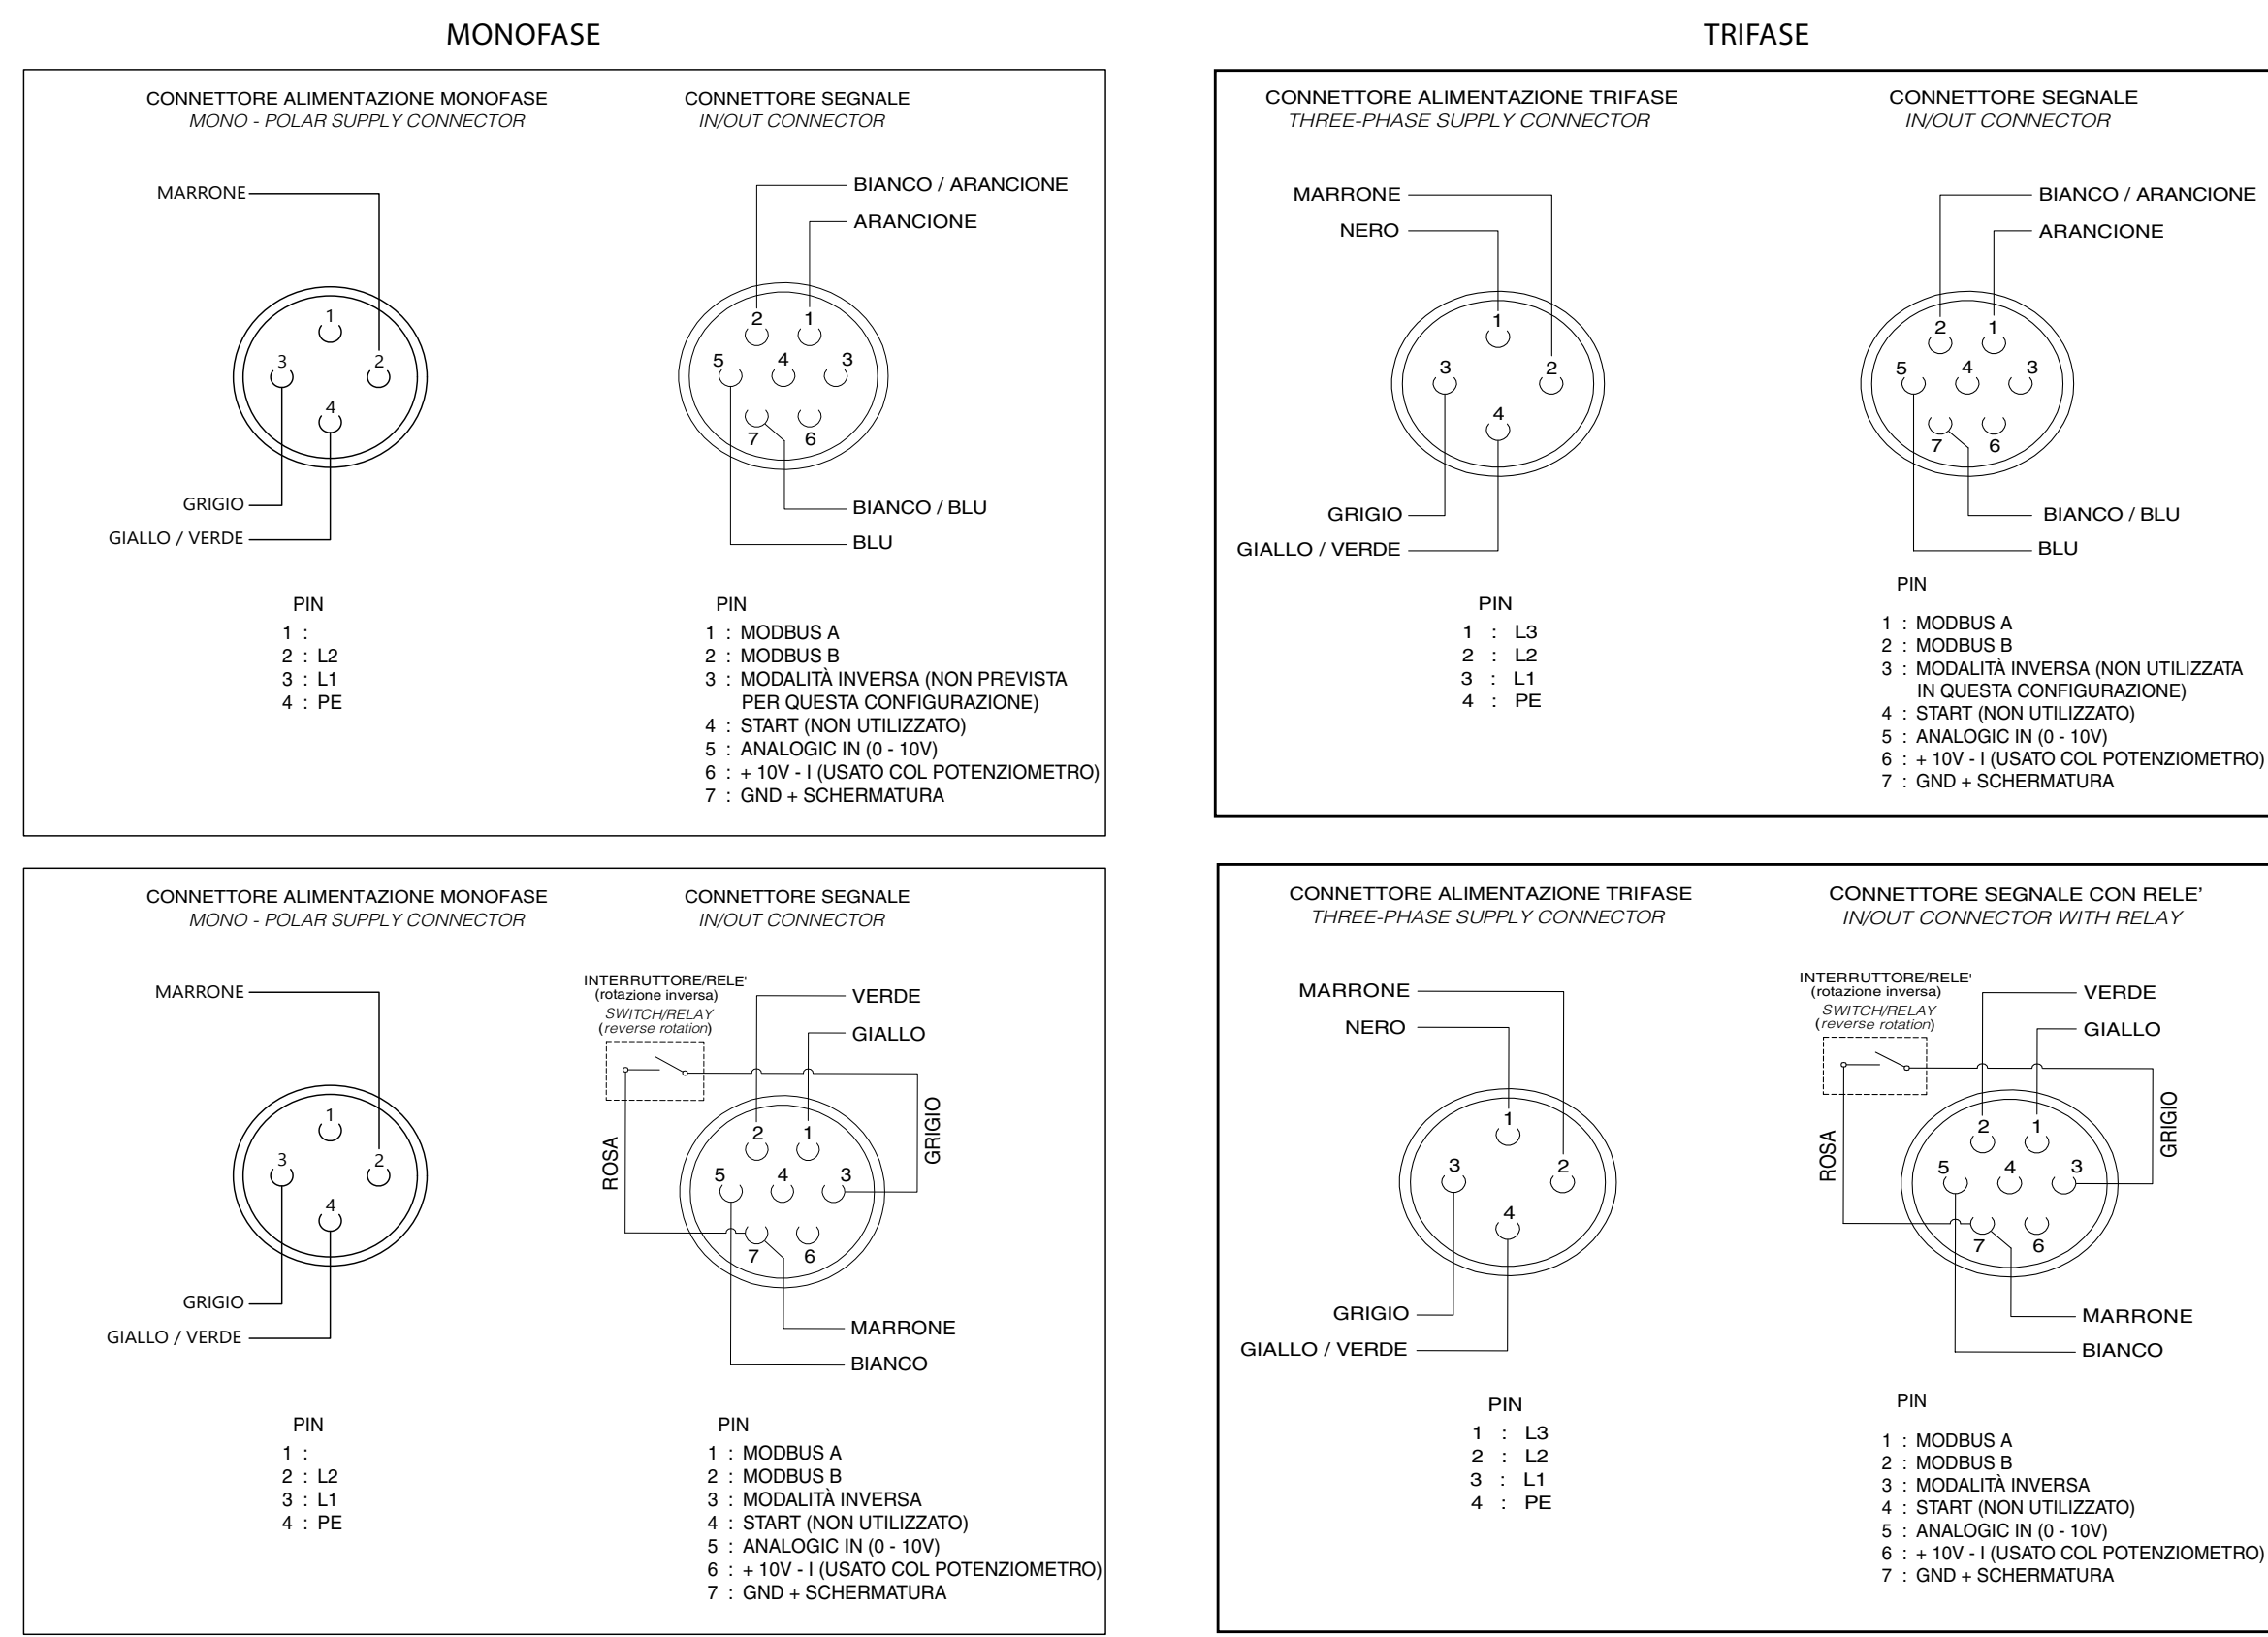 MONOFASE
CONNETTORE ALIMENTAZIONE MONOFASE
MONO - POLAR SUPPLY CONNECTOR
CONNETTORE SEGNALE
IN/OUT CONNECTOR
MARRONE
1
3
2
4
GRIGIO
GIALLO / VERDE
BIANCO / ARANCIONE
ARANCIONE
2
1
5
4
3
7
6
BIANCO / BLU
BLU
PIN
1 :
2 : L2
3 : L1
4 : PE
PIN
1 : MODBUS A
2 : MODBUS B
3 : MODALITÀ INVERSA (NON PREVISTA
PER QUESTA CONFIGURAZIONE)
4 : START (NON UTILIZZATO)
5 : ANALOGIC IN (0 - 10V)
6 : + 10V - I (USATO COL POTENZIOMETRO)
7 : GND + SCHERMATURA
CONNETTORE ALIMENTAZIONE MONOFASE
MONO - POLAR SUPPLY CONNECTOR
CONNETTORE SEGNALE
IN/OUT CONNECTOR
MARRONE
1
3
2
4
GRIGIO
GIALLO / VERDE
INTERRUTTORE/RELE'
(rotazione inversa)
SWITCH/RELAY
(reverse rotation)
VERDE
GIALLO
ROSA
GRIGIO
2
1
5
4
3
7
6
MARRONE
BIANCO
PIN
1 :
2 : L2
3 : L1
4 : PE
PIN
1 : MODBUS A
2 : MODBUS B
3 : MODALITÀ INVERSA
4 : START (NON UTILIZZATO)
5 : ANALOGIC IN (0 - 10V)
6 : + 10V - I (USATO COL POTENZIOMETRO)
7 : GND + SCHERMATURA
TRIFASE
CONNETTORE ALIMENTAZIONE TRIFASE
THREE-PHASE SUPPLY CONNECTOR
CONNETTORE SEGNALE
IN/OUT CONNECTOR
MARRONE
NERO
1
3
2
4
GRIGIO
GIALLO / VERDE
BIANCO / ARANCIONE
ARANCIONE
2
1
5
4
3
7
6
BIANCO / BLU
BLU
PIN
1 : L3
2 : L2
3 : L1
4 : PE
PIN
1 : MODBUS A
2 : MODBUS B
3 : MODALITÀ INVERSA (NON UTILIZZATA
IN QUESTA CONFIGURAZIONE)
4 : START (NON UTILIZZATO)
5 : ANALOGIC IN (0 - 10V)
6 : + 10V - I (USATO COL POTENZIOMETRO)
7 : GND + SCHERMATURA
CONNETTORE ALIMENTAZIONE TRIFASE
THREE-PHASE SUPPLY CONNECTOR
CONNETTORE SEGNALE CON RELE’
IN/OUT CONNECTOR WITH RELAY
MARRONE
NERO
1
3
2
4
GRIGIO
GIALLO / VERDE
INTERRUTTORE/RELE'
(rotazione inversa)
SWITCH/RELAY
(reverse rotation)
VERDE
GIALLO
ROSA
GRIGIO
2
1
5
4
3
7
6
MARRONE
BIANCO
PIN
1 : L3
2 : L2
3 : L1
4 : PE
PIN
1 : MODBUS A
2 : MODBUS B
3 : MODALITÀ INVERSA
4 : START (NON UTILIZZATO)
5 : ANALOGIC IN (0 - 10V)
6 : + 10V - I (USATO COL POTENZIOMETRO)
7 : GND + SCHERMATURA